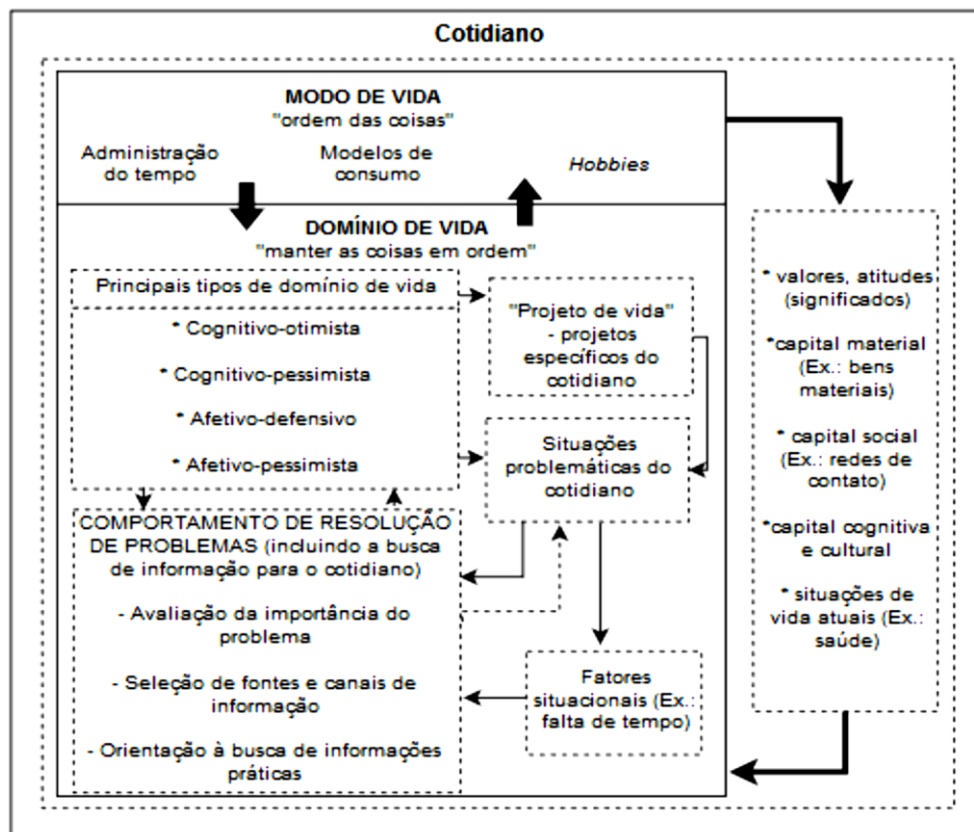 Cotidiano
MODO DE VIDA
"ordem das coisas"
Administração
do tempo
Modelos de
consumo
Hobbies
DOMÍNIO DE VIDA
"manter as coisas em ordem"
Principais tipos de domínio de vida
* Cognitivo-otimista
* Cognitivo-pessimista
* Afetivo-defensivo
* Afetivo-pessimista
"Projeto de vida"
- projetos
específicos do
cotidiano
Situações
problemáticas do
cotidiano
COMPORTAMENTO DE RESOLUÇÃO
DE PROBLEMAS (incluindo a busca
de informação para o cotidiano)
- Avaliação da importância do
problema
- Seleção de fontes e canais de
informação
- Orientação à busca de informações
práticas
Fatores
situacionais (Ex.:
falta de tempo)
* valores, atitudes
(significados)
*capital material
(Ex.: bens
materiais)
* capital social
(Ex.: redes de
contato)
*capital cognitiva
e cultural
* situações de
vida atuais (Ex.:
saúde)